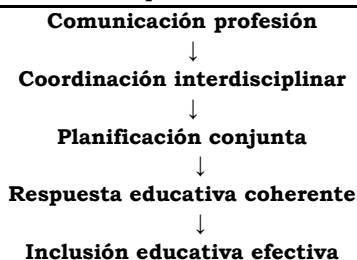 Comunicación profesión
↓
Coordinación interdisciplinar
↓
Planificación conjunta
↓
Respuesta educativa coherente
↓
Inclusión educativa efectiva